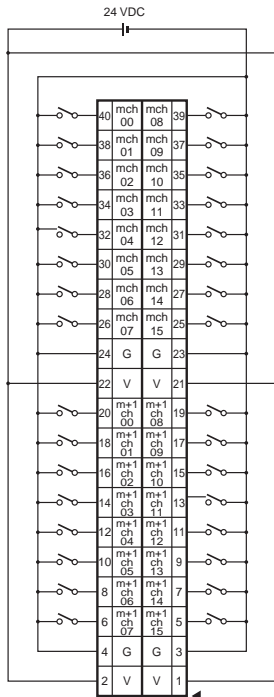 24 VDC
40 mch 00 mch 08 39
38 mch 01 mch 09 37
36 mch 02 mch 10 35
34 mch 03 mch 11 33
32 mch 04 mch 12 31
30 mch 05 mch 13 29
28 mch 06 mch 14 27
26 mch 07 mch 15 25
24 G G 23
22 V V 21
20 m+1 ch 00 m+1 ch 08 19
18 m+1 ch 01 m+1 ch 09 17
16 m+1 ch 02 m+1 ch 10 15
14 m+1 ch 03 m+1 ch 11 13
12 m+1 ch 04 m+1 ch 12 11
10 m+1 ch 05 m+1 ch 13 9
8 m+1 ch 06 m+1 ch 14 7
6 m+1 ch 07 m+1 ch 15 5
4 G G 3
2 V V 1